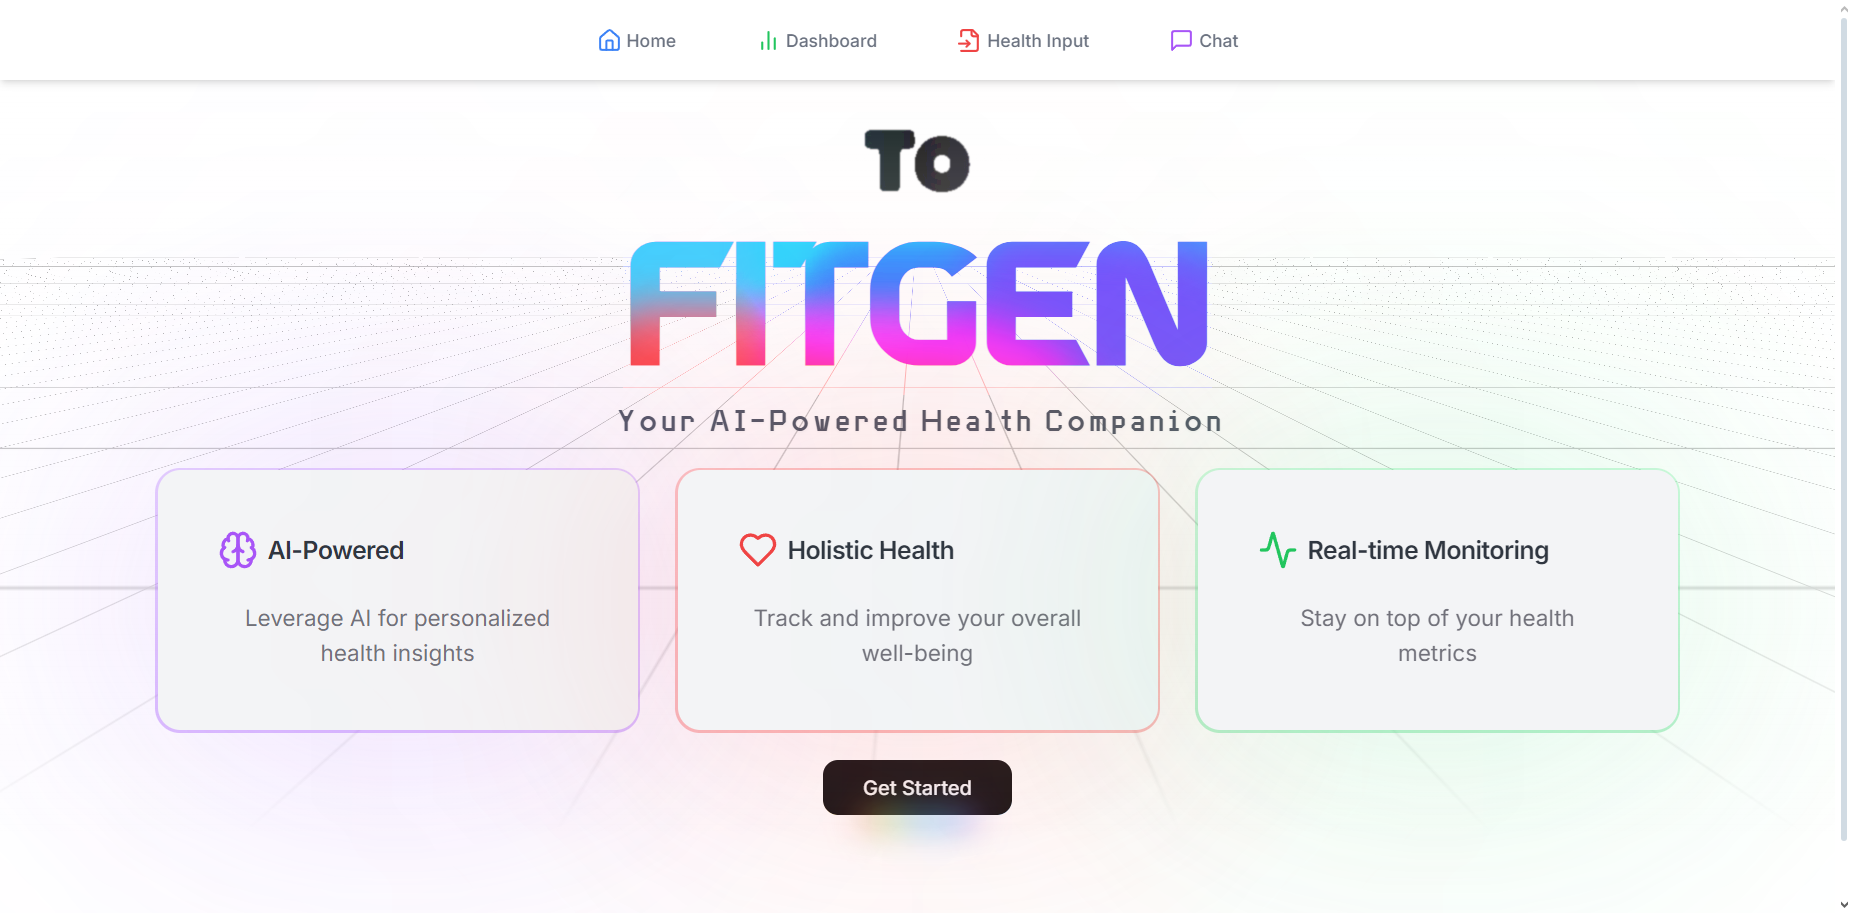 Home
Dashboard
Health Input
Chat
To
FITGEN
Your AI-Powered Health Companion
AI-Powered
Leverage AI for personalized
health insights
Holistic Health
Track and improve your overall
well-being
Real-time Monitoring
Stay on top of your health
metrics
Get Started